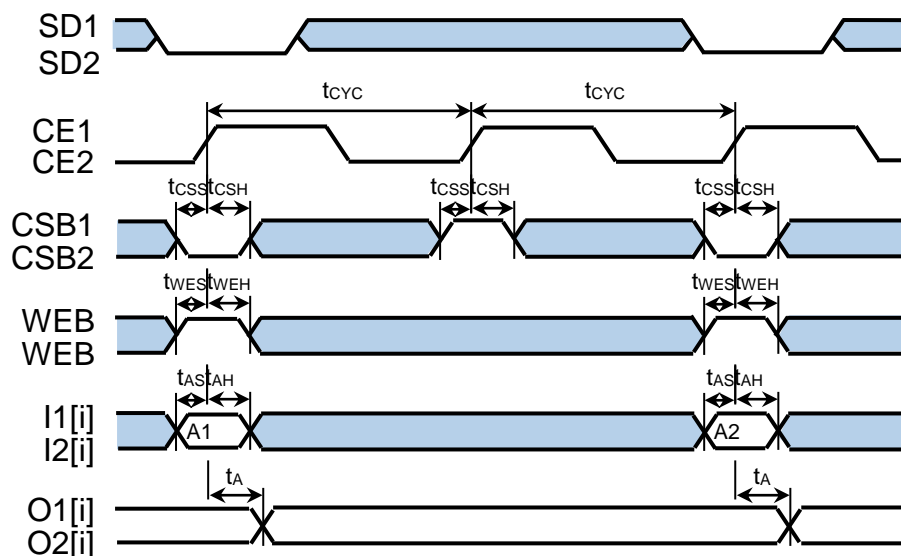 SD1
SD2
tCYC tCYC
CE1
CE2
tCSS tCSH tCSS tCSH tCSS tCSH
CSB1
CSB2
tWES tWEH tWES tWEH
WEB
WEB
tAS tAH tAS tAH
I1[i]
A1 A2
I2[i]
tA tA
O1[i]
O2[i]